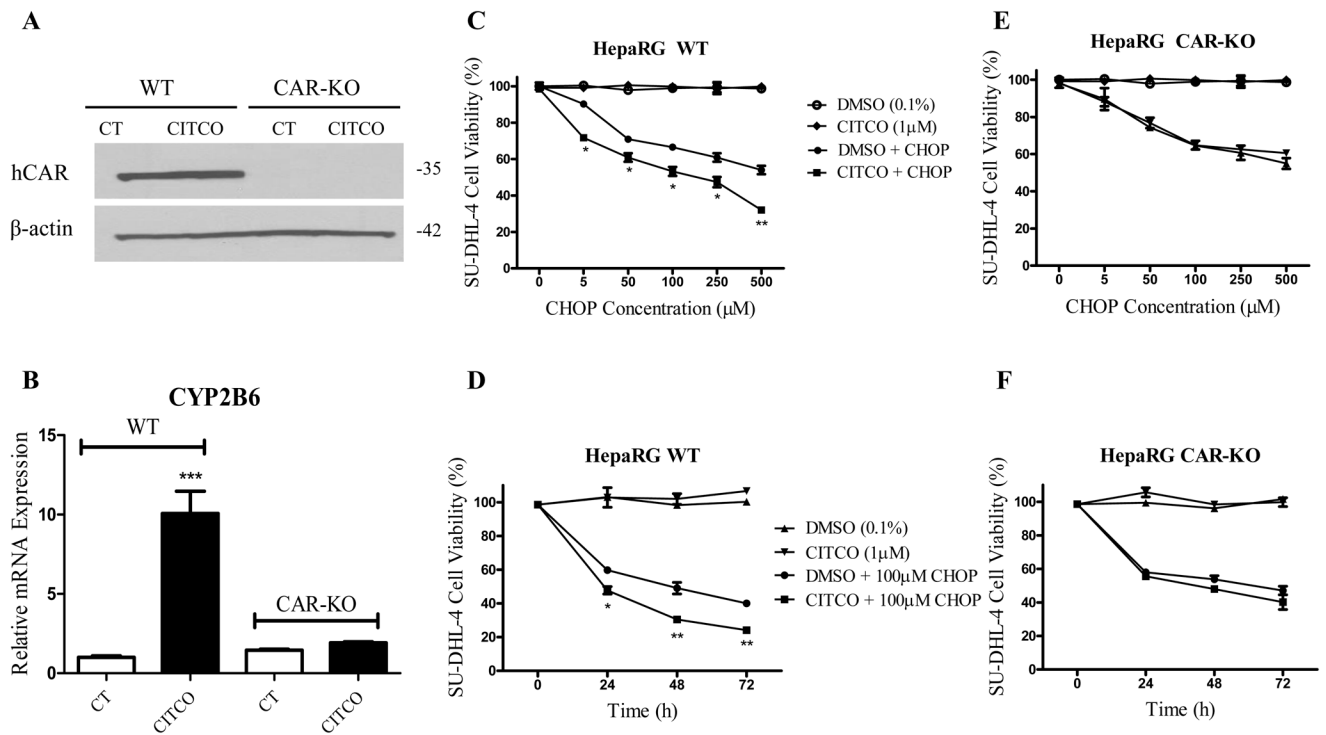 A
WT CAR-KO
CT CITCO CT CITCO
hCAR -35
β-actin -42
B
CYP2B6
WT
***
CAR-KO
Relative mRNA Expression
15
10
5
0
CT CITCO CT CITCO
C
HepaRG WT
SU-DHL-4 Cell Viability (%)
100
80
60
40
20
0
* * * * **
0 5 50 100 250 500
CHOP Concentration (µM)
DMSO (0.1%)
CITCO (1µM)
DMSO + CHOP
CITCO + CHOP
D
HepaRG WT
SU-DHL-4 Cell Viability (%)
100
80
60
40
20
0
* ** **
0 24 48 72
Time (h)
DMSO (0.1%)
CITCO (1µM)
DMSO + 100µM CHOP
CITCO + 100µM CHOP
E
HepaRG CAR-KO
SU-DHL-4 Cell Viability (%)
100
80
60
40
20
0
0 5 50 100 250 500
CHOP Concentration (µM)
F
HepaRG CAR-KO
SU-DHL-4 Cell Viability (%)
100
80
60
40
20
0
0 24 48 72
Time (h)